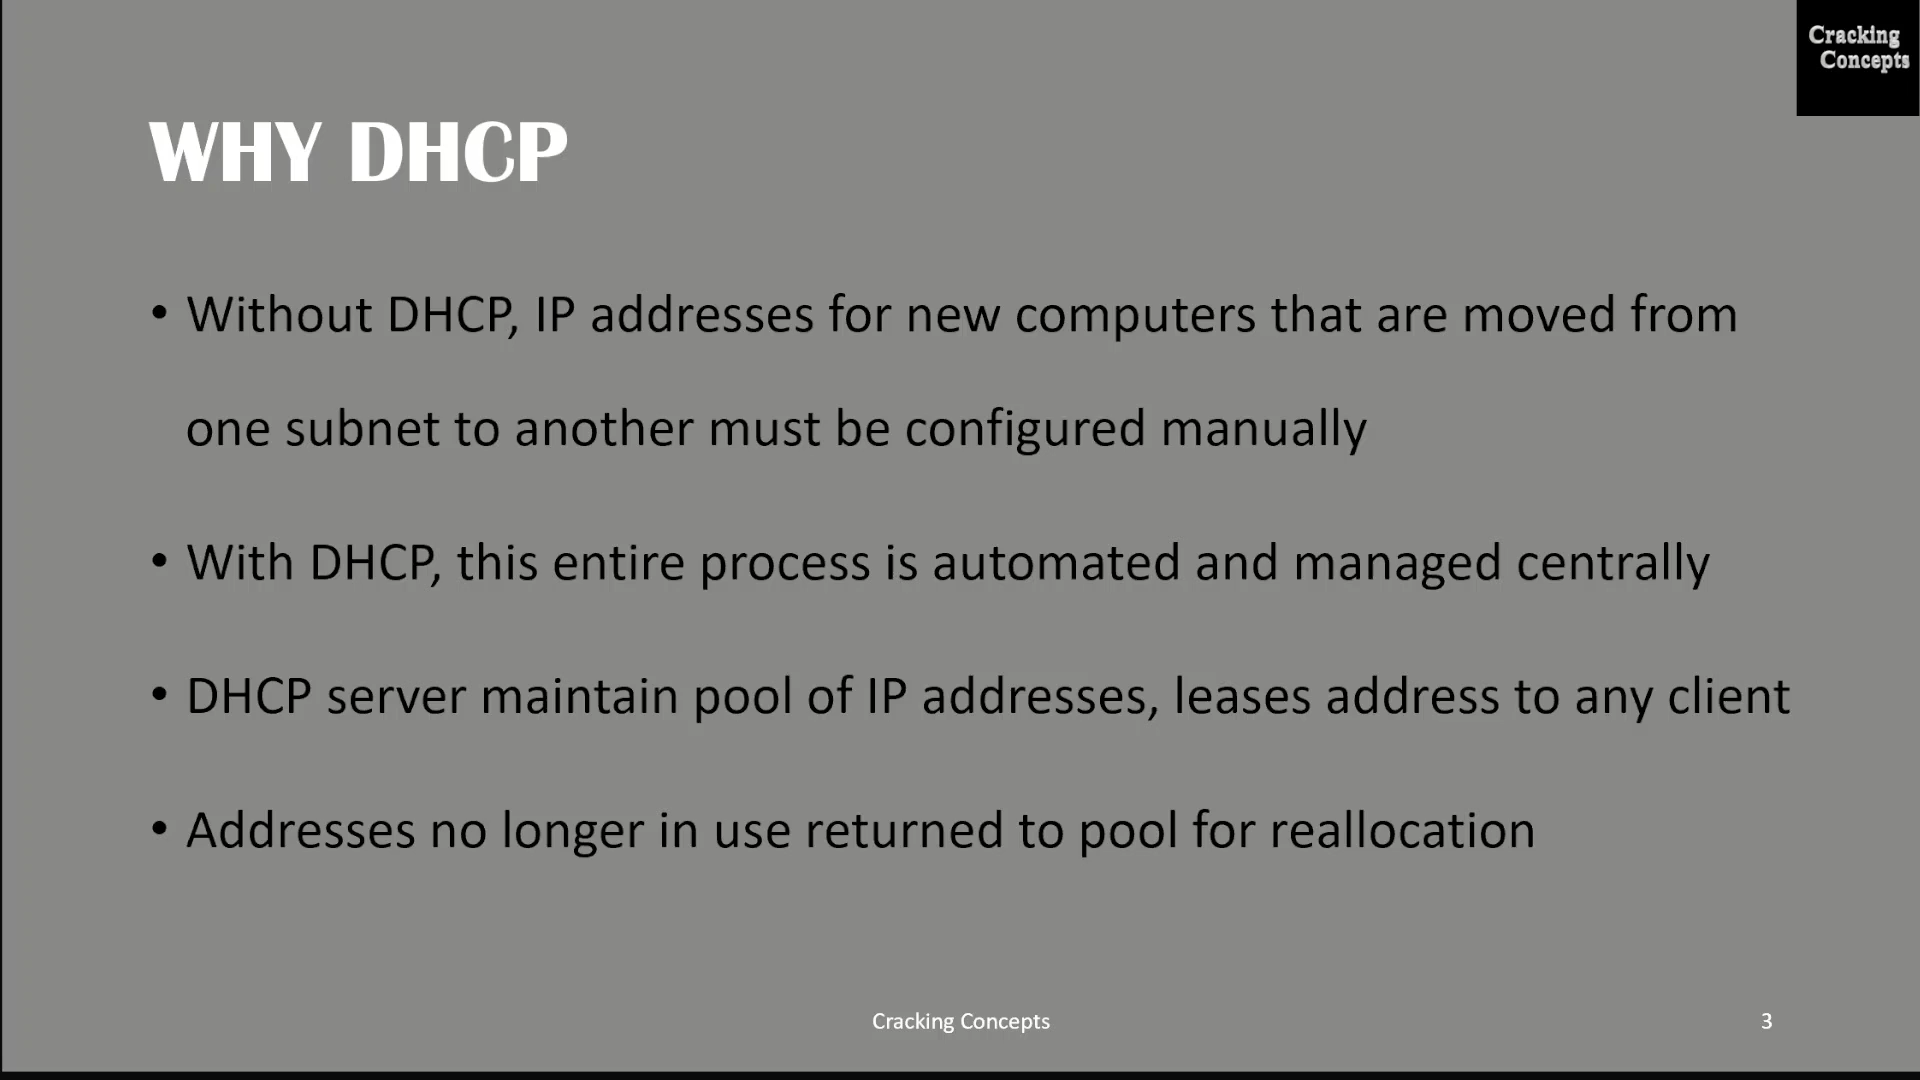 Cracking
Concepts
WHY DHCP
• Without DHCP, IP addresses for new computers that are moved from
one subnet to another must be configured manually
• With DHCP, this entire process is automated and managed centrally
• DHCP server maintain pool of IP addresses, leases address to any client
• Addresses no longer in use returned to pool for reallocation
Cracking Concepts
3